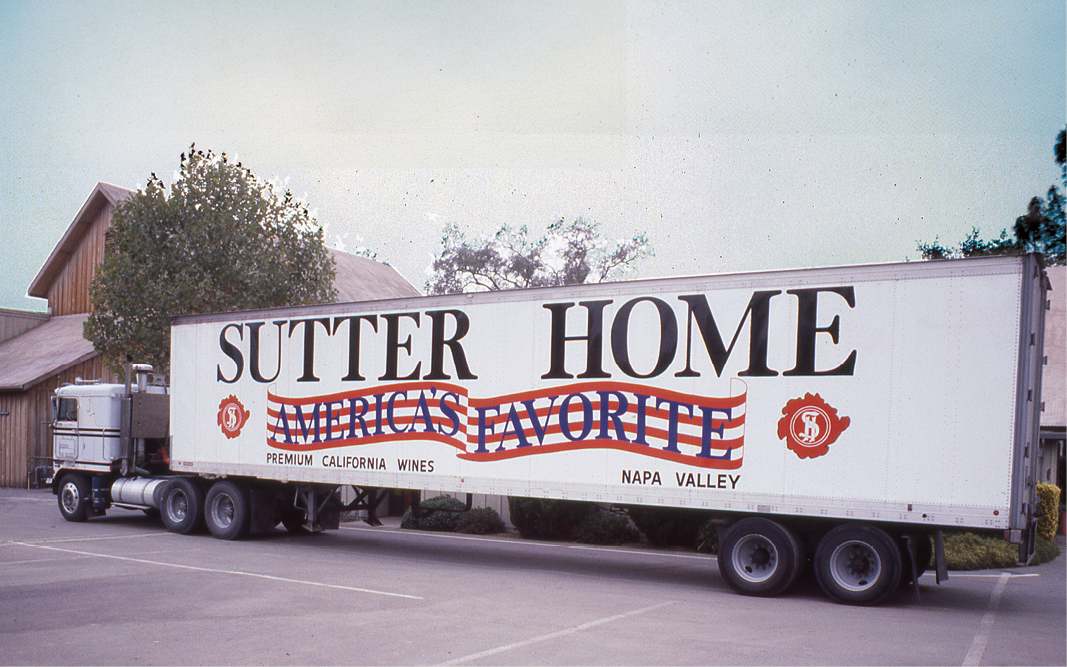 SUTTER HOME
AMERICA'S FAVORITE
PREMIUM CALIFORNIA WINES
NAPA VALLEY